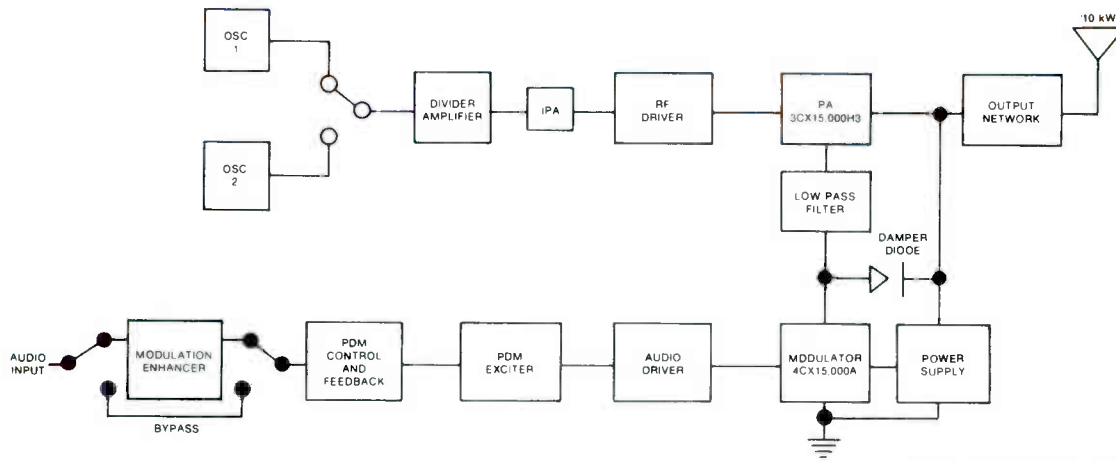 OSC
1
OSC
2
DIVIDER
AMPLIFIER
IPA
RF
DRIVER
PA
3CX15,000H3
OUTPUT
NETWORK
10 kW
LOW PASS
FILTER
DAMPER
DIODE
AUDIO
INPUT
MODULATION
ENHANCER
BYPASS
PDM
CONTROL
AND
FEEDBACK
PDM
EXCITER
AUDIO
DRIVER
MODULATOR
4CX15,000A
POWER
SUPPLY